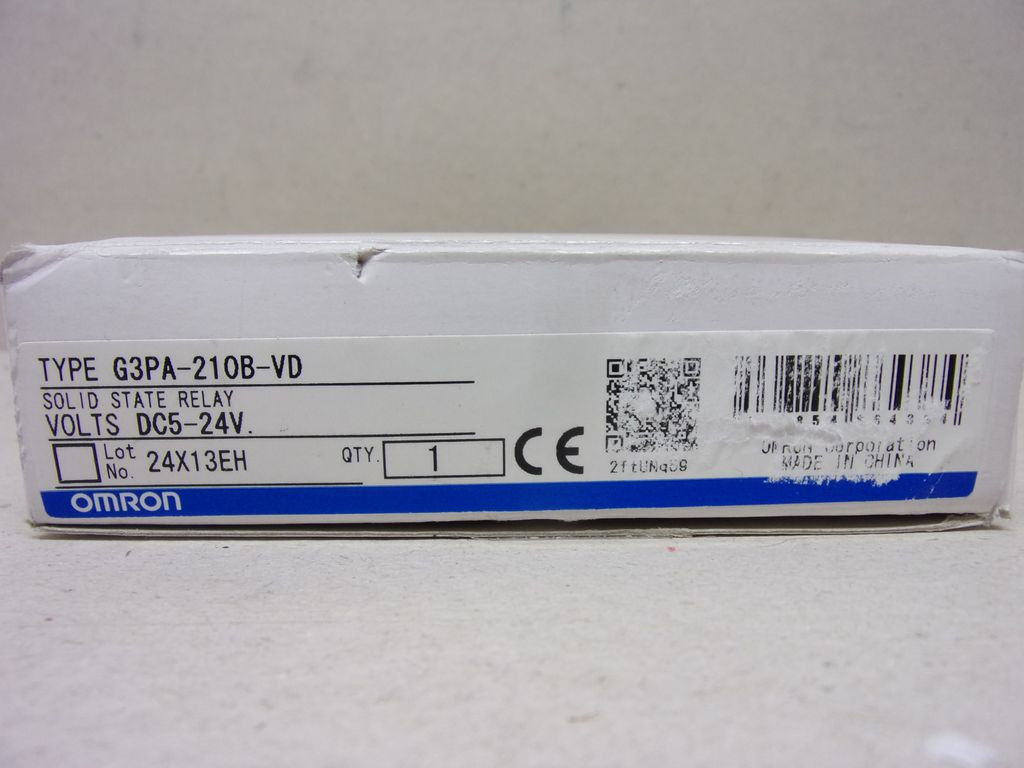 TYPE G3PA-210B-VD
SOLID STATE RELAY
VOLTS DC5-24V.
Lot No. 24X13EH
QTY. 1
CE
OMRON
Corporation
MADE IN CHINA